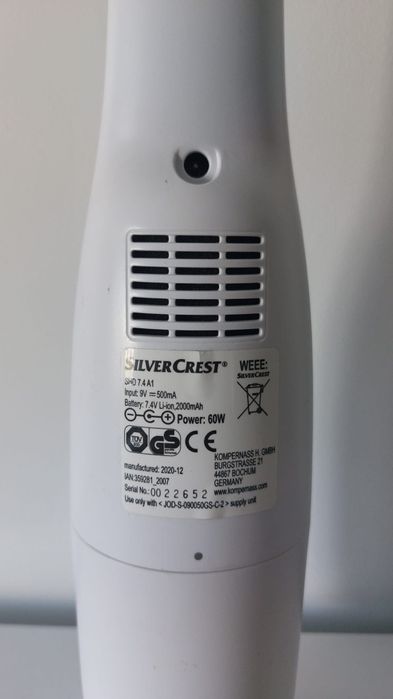 SILVERCREST® WEEE:
SILVERCREST
SHD 7.4 A1
Input: 9V ⎓ 500mA
Battery: 7.4V Li-ion,2000mAh
Power: 60W
TÜV GS CE
KOMPERNASS H. GMBH
BURGSTRASSE 21
44867 BOCHUM
GERMANY
www.kompernass.com
manufactured: 2020-12
IAN:359281_2007
Serial No.:0022652
Use only with < JOD-S-090050GS-C-2 > supply unit